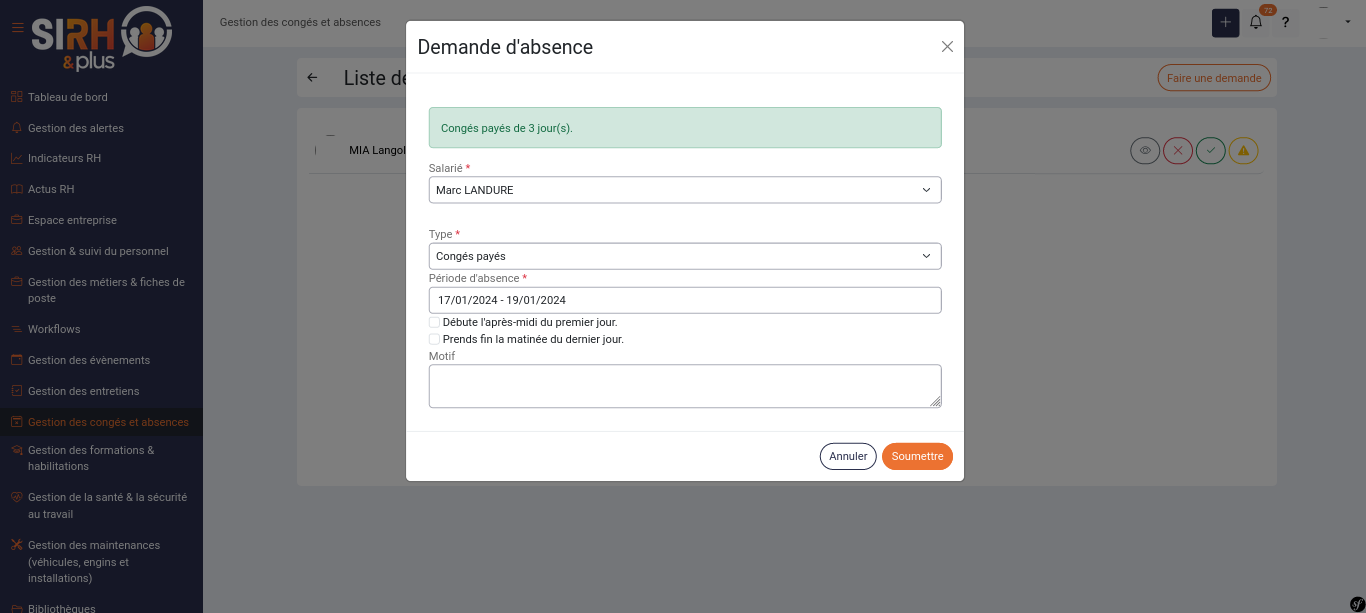 SIRH
&plus
Gestion des congés et absences
72
?
Tableau de bord
Gestion des alertes
Indicateurs RH
Actus RH
Espace entreprise
Gestion & suivi du personnel
Gestion des métiers & fiches de
poste
Workflows
Gestion des évènements
Gestion des entretiens
Gestion des congés et absences
Gestion des formations &
habilitations
Gestion de la santé & la sécurité
au travail
Gestion des maintenances
(véhicules, engins et
installations)
Bibliothèques
Liste de
Faire une demande
MIA
Demande d'absence
Congés payés de 3 jour(s).
Salarié *
Marc LANDURE
Type *
Congés payés
Période d'absence *
17/01/2024 - 19/01/2024
Débute l'après-midi du premier jour.
Prends fin la matinée du dernier jour.
Motif
Annuler
Soumettre